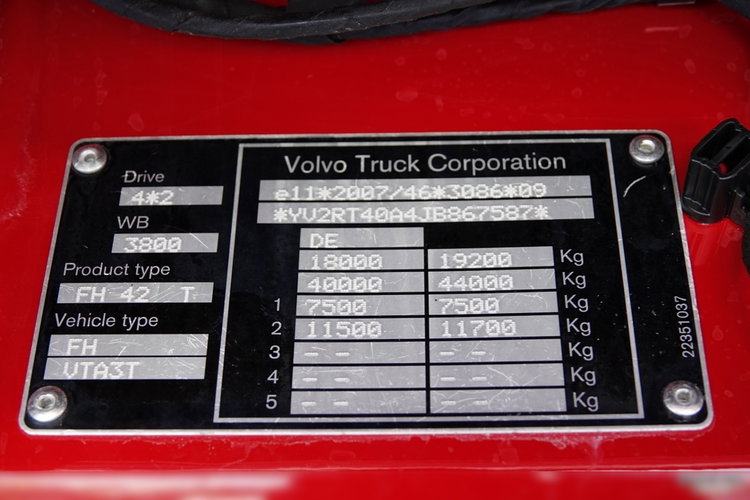 Drive
4*2
WB
3800
Product type
FH 42 T
Vehicle type
FH
VTA3T
Volvo Truck Corporation
e11*2007/46*3086*09
*YV2RT40A4JB867587*
DE
18000 19200 Kg
40000 44000 Kg
1 7500 7500 Kg
2 11500 11700 Kg
3 -- -- Kg
4 -- -- Kg
5 -- -- Kg
22351037